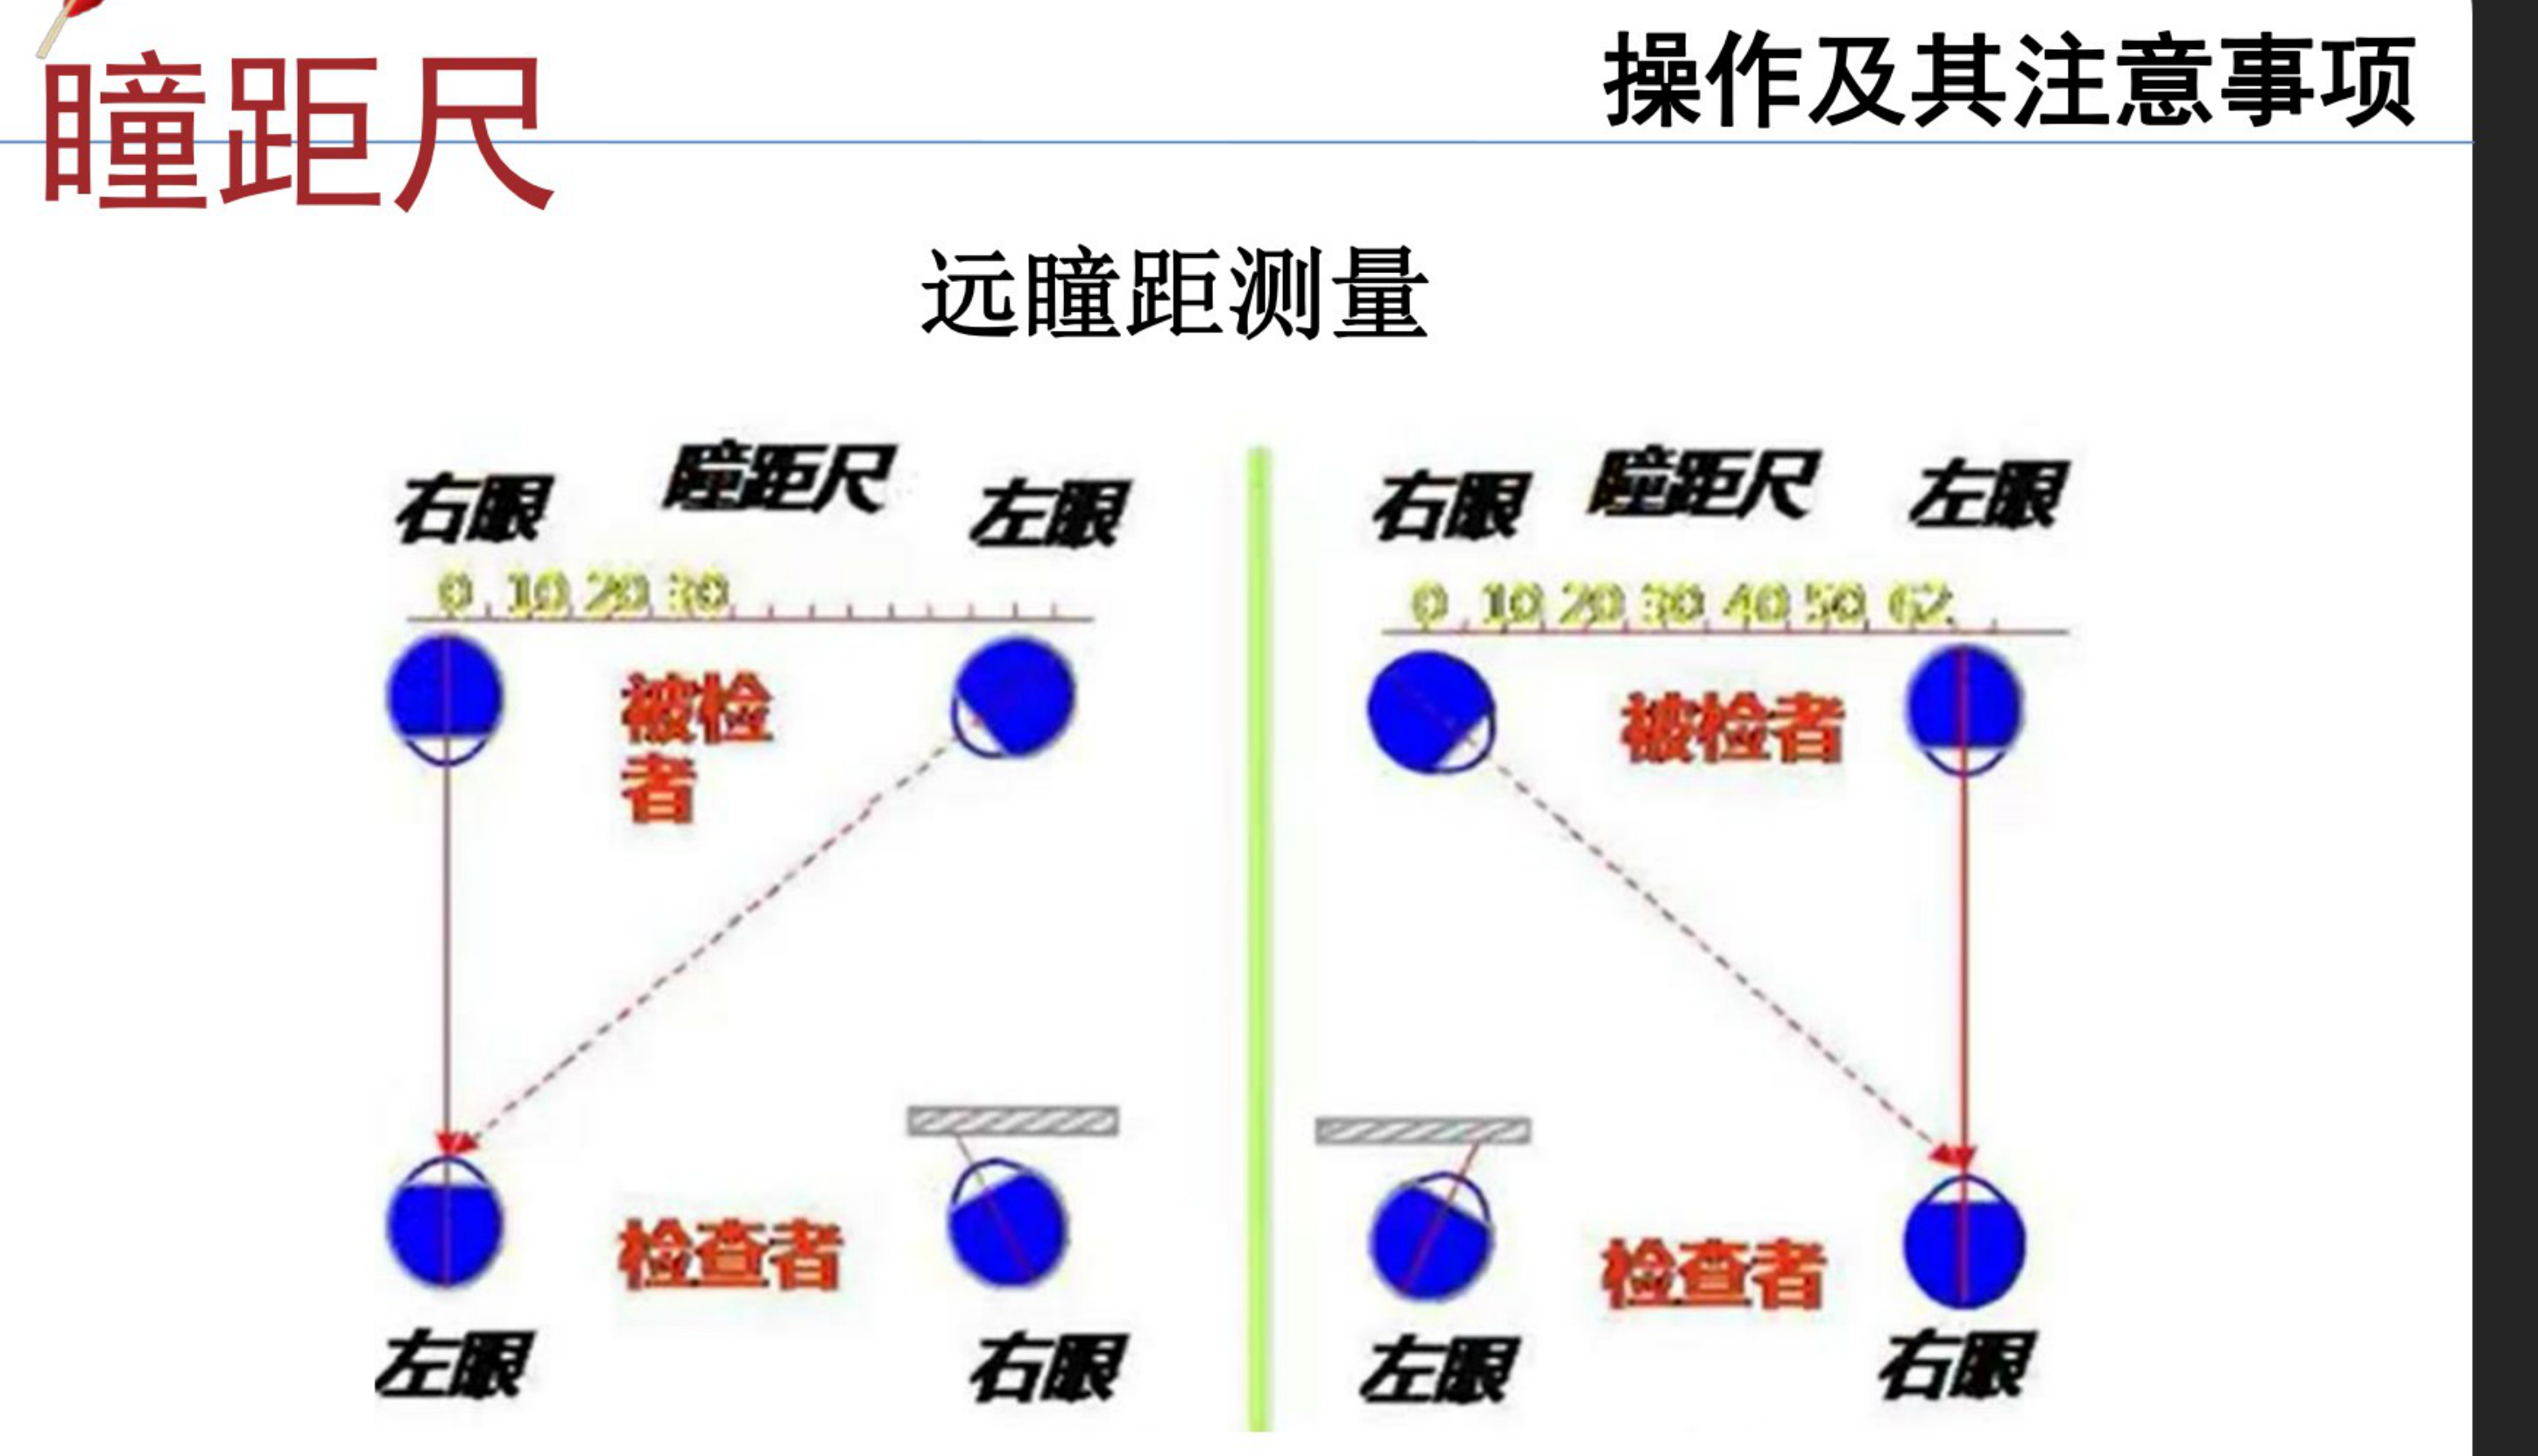 瞳距尺
操作及其注意事项
远瞳距测量
右眼 瞳距尺 左眼
0 10 20 30
被检
者
检查者
左眼 右眼
右眼 瞳距尺 左眼
0 10 20 30 40 50 62
被检者
检查者
左眼 右眼